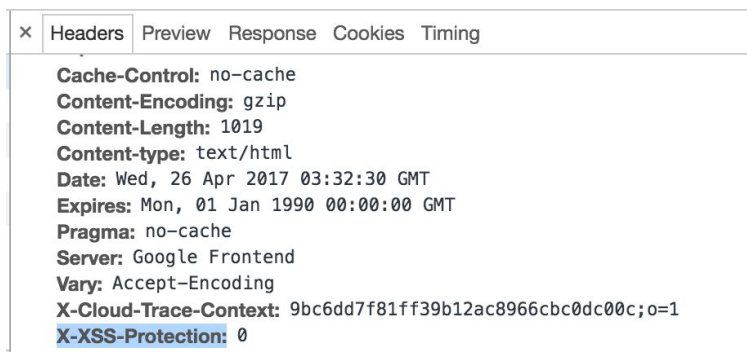 × Headers Preview Response Cookies Timing
Cache-Control: no-cache
Content-Encoding: gzip
Content-Length: 1019
Content-type: text/html
Date: Wed, 26 Apr 2017 03:32:30 GMT
Expires: Mon, 01 Jan 1990 00:00:00 GMT
Pragma: no-cache
Server: Google Frontend
Vary: Accept-Encoding
X-Cloud-Trace-Context: 9bc6dd7f81ff39b12ac8966cbc0dc00c;o=1
X-XSS-Protection: 0